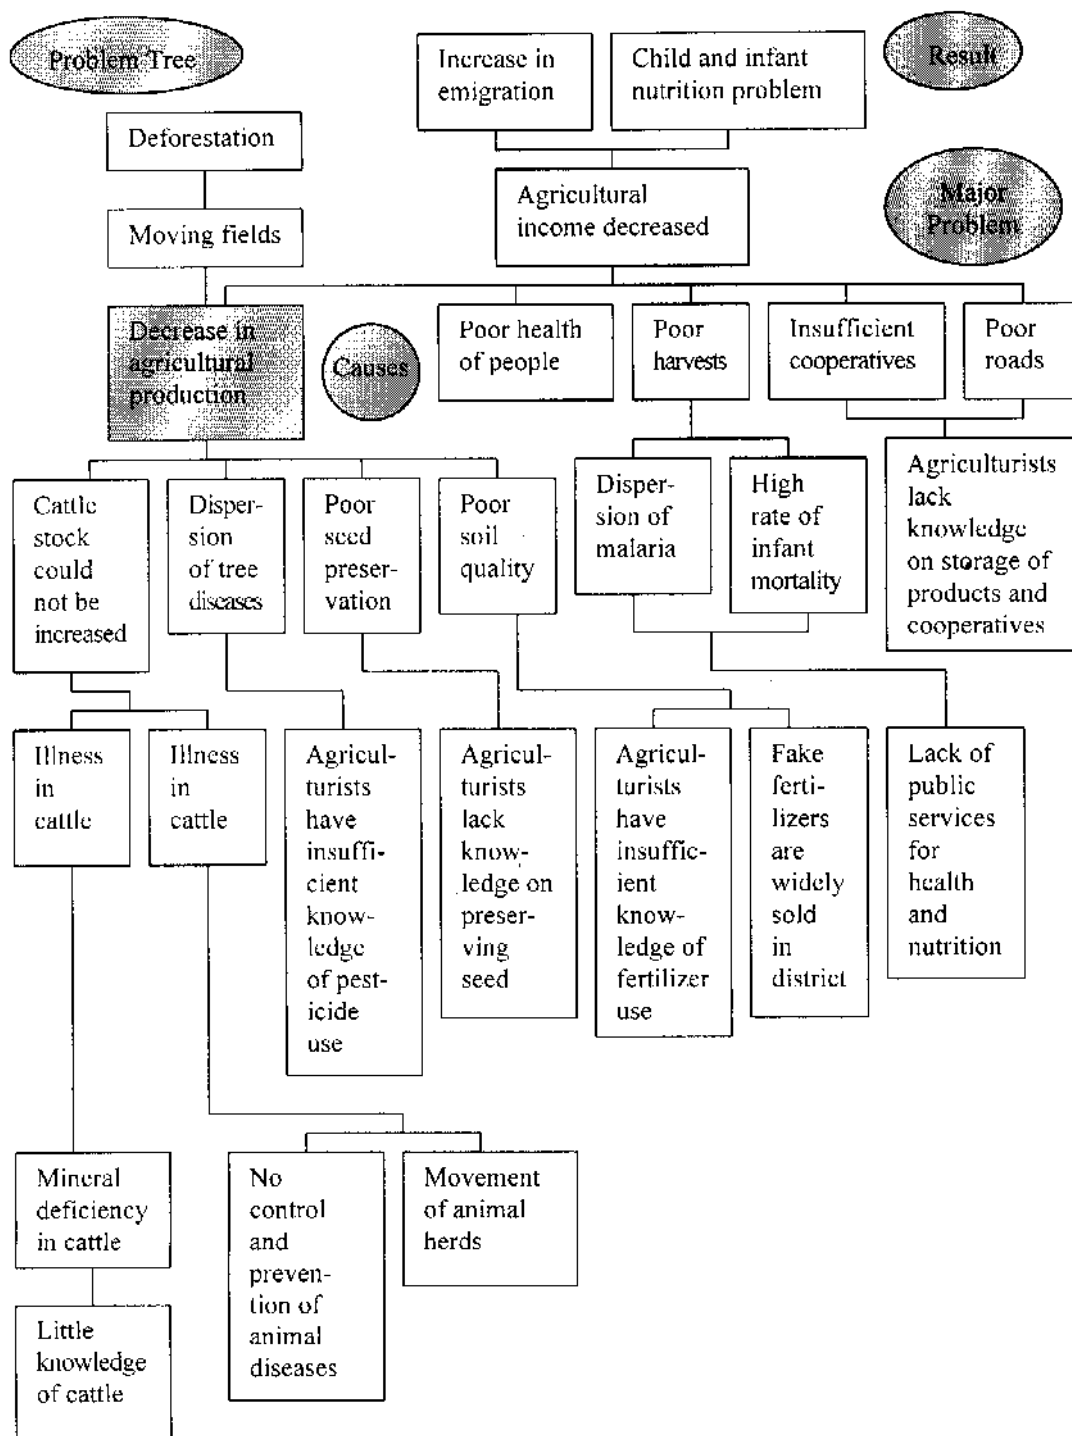 Problem Tree
Increase in
emigration
Child and infant
nutrition problem
Result
Deforestation
Agricultural
income decreased
Major
Problem
Moving fields
Decrease in
agricultural
production
Causes
Poor health
of people
Poor
harvests
Insufficient
cooperatives
Poor
roads
Cattle
stock
could
not be
increased
Disper-
sion
of tree
diseases
Poor
seed
preser-
vation
Poor
soil
quality
Disper-
sion of
malaria
High
rate of
infant
mortality
Agriculturists
lack
knowledge
on storage of
products and
cooperatives
Illness
in
cattle
Illness
in
cattle
Agricul-
turists
have
insuffi-
cient
know-
ledge
of pest-
icide
use
Agricul-
turists
lack
know-
ledge on
preser-
ving
seed
Agricul-
turists
have
insuffic-
ient
know-
ledge of
fertilizer
use
Fake
ferti-
lizers
are
widely
sold
in
district
Lack of
public
services
for
health
and
nutrition
Mineral
deficiency
in cattle
No
control
and
preven-
tion of
animal
diseases
Movement
of animal
herds
Little
knowledge
of cattle